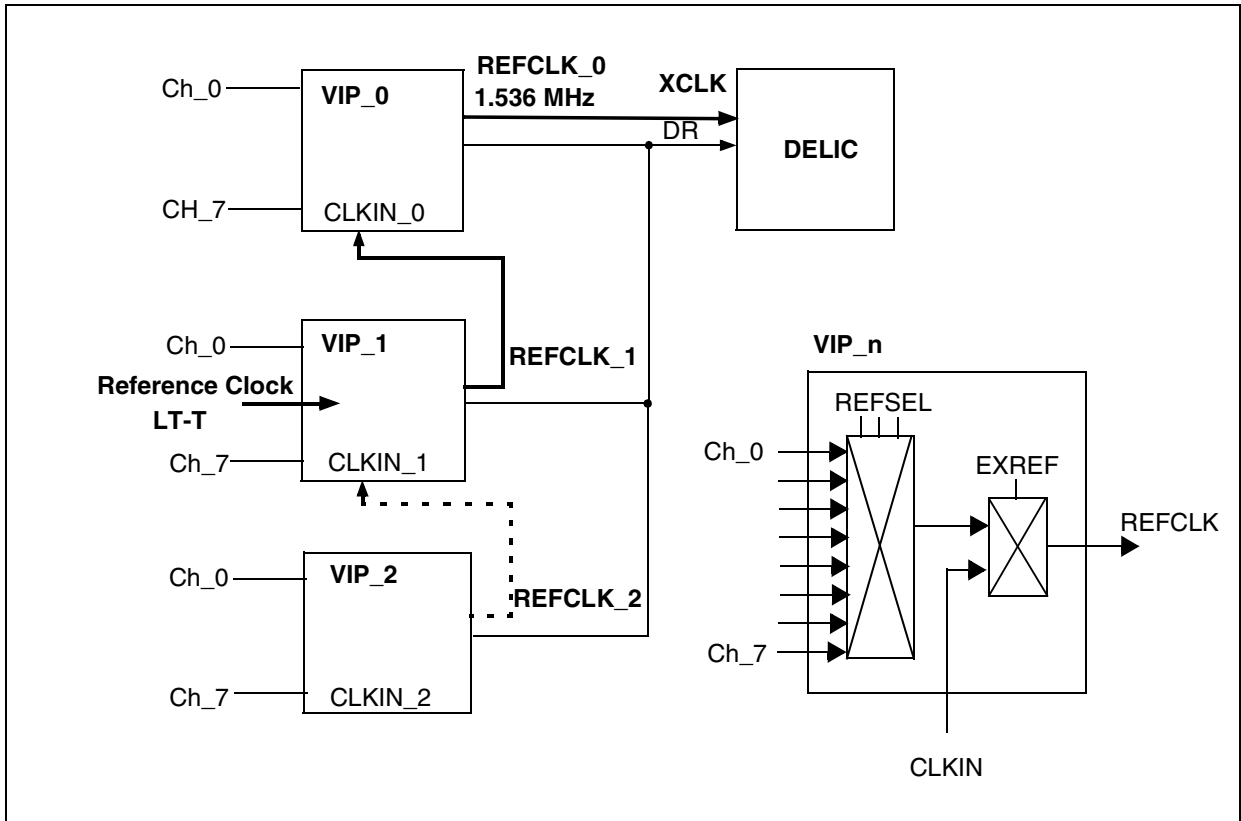 REFCLK_0
1.536 MHz
XCLK
Ch_0
VIP_0
DR
DELIC
CH_7
CLKIN_0
Ch_0
VIP_1
REFCLK_1
Reference Clock
LT-T
Ch_7
CLKIN_1
Ch_0
VIP_2
REFCLK_2
Ch_7
CLKIN_2
VIP_n
REFSEL
Ch_0
EXREF
REFCLK
Ch_7
CLKIN